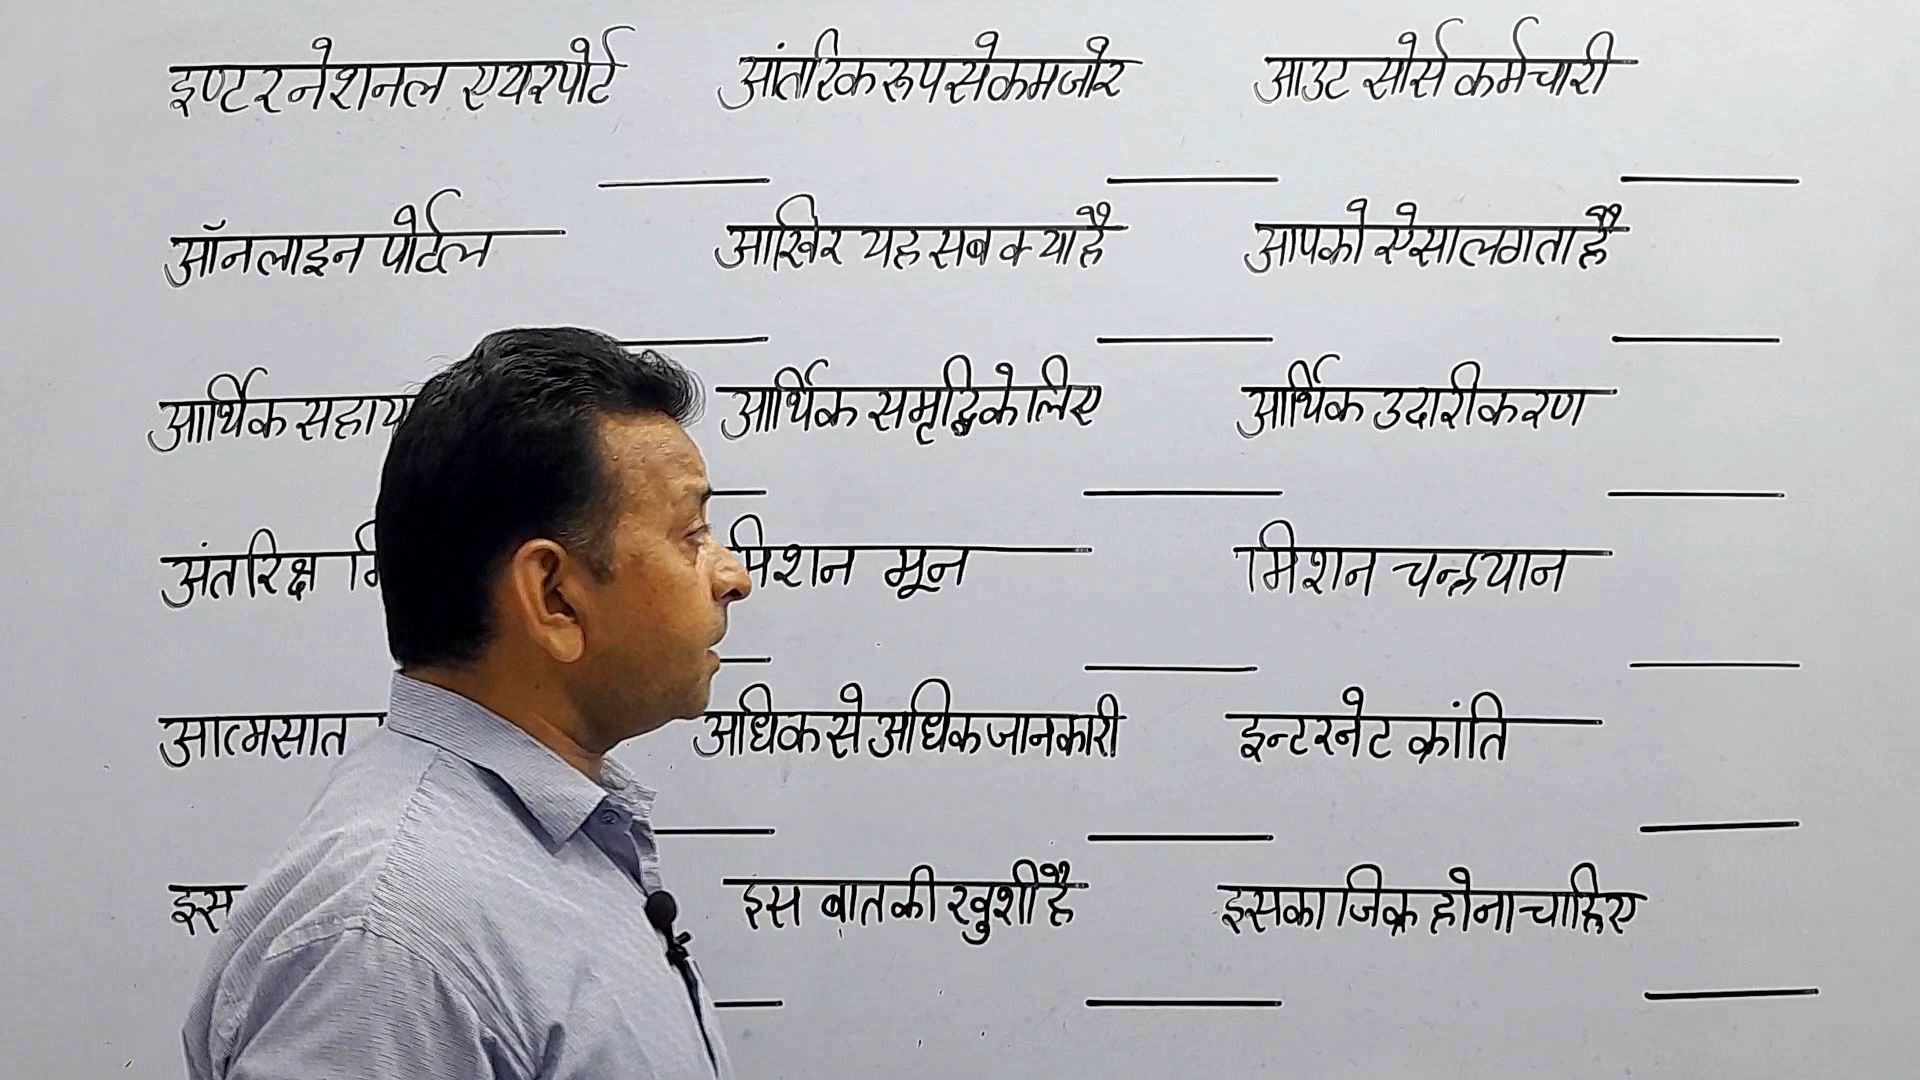 इण्टरनेशनल एयरपोर्ट आंतरिक रूप से कमजोर आउट सोर्स कर्मचारी
ऑनलाइन पोर्टल आखिर यह सब क्या है आपको ऐसा लगता है
आर्थिक आर्थिक समृद्धि के लिए आर्थिक उदारीकरण
अंतरिक्ष मिशन मून मिशन चन्द्रयान
आत्मसात अधिक से अधिक जानकारी इन्टरनेट क्रांति
इस इस बात की खुशी है इसका जिक्र होना चाहिए